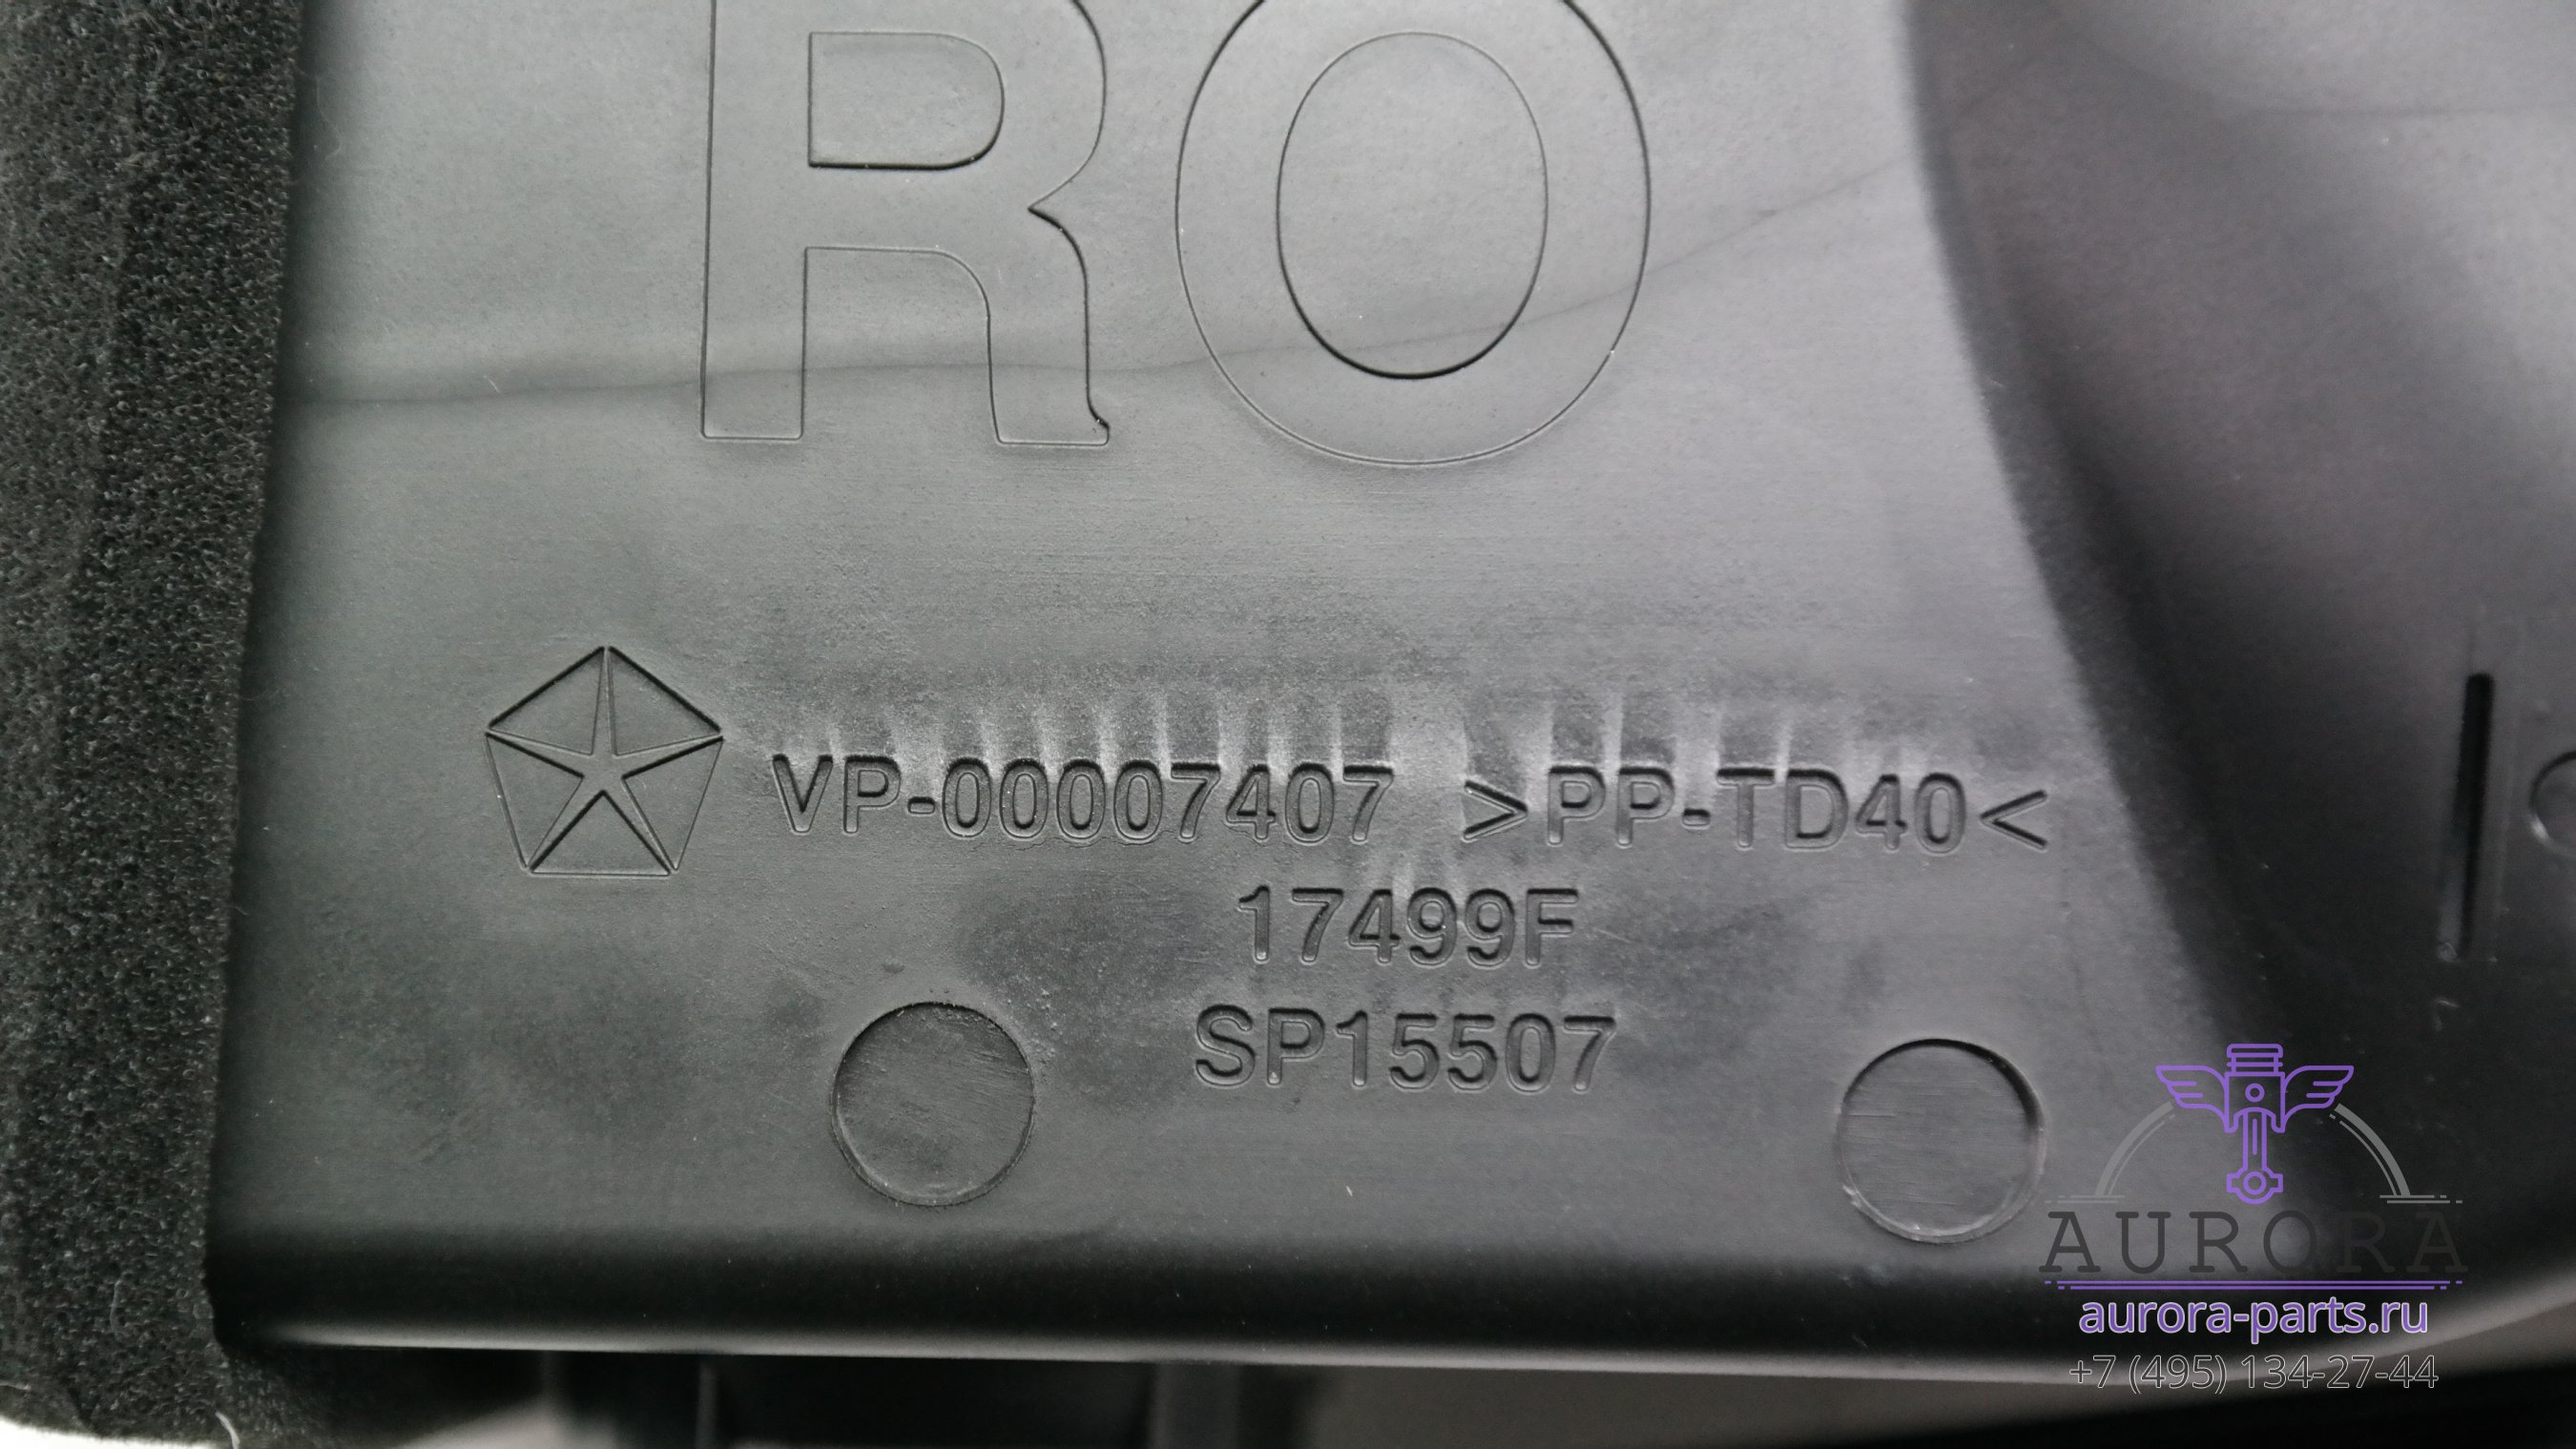 RO
VP-00007407 >PP-TD40<
17499F
SP15507
AURORA
aurora-parts.ru
+7 (495) 134-27-44